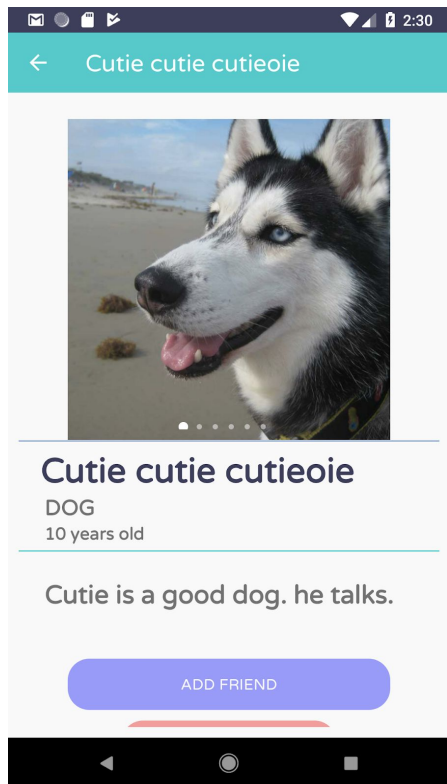 2:30
Cutie cutie cutieoie
Cutie cutie cutieoie
DOG
10 years old
Cutie is a good dog. he talks.
ADD FRIEND